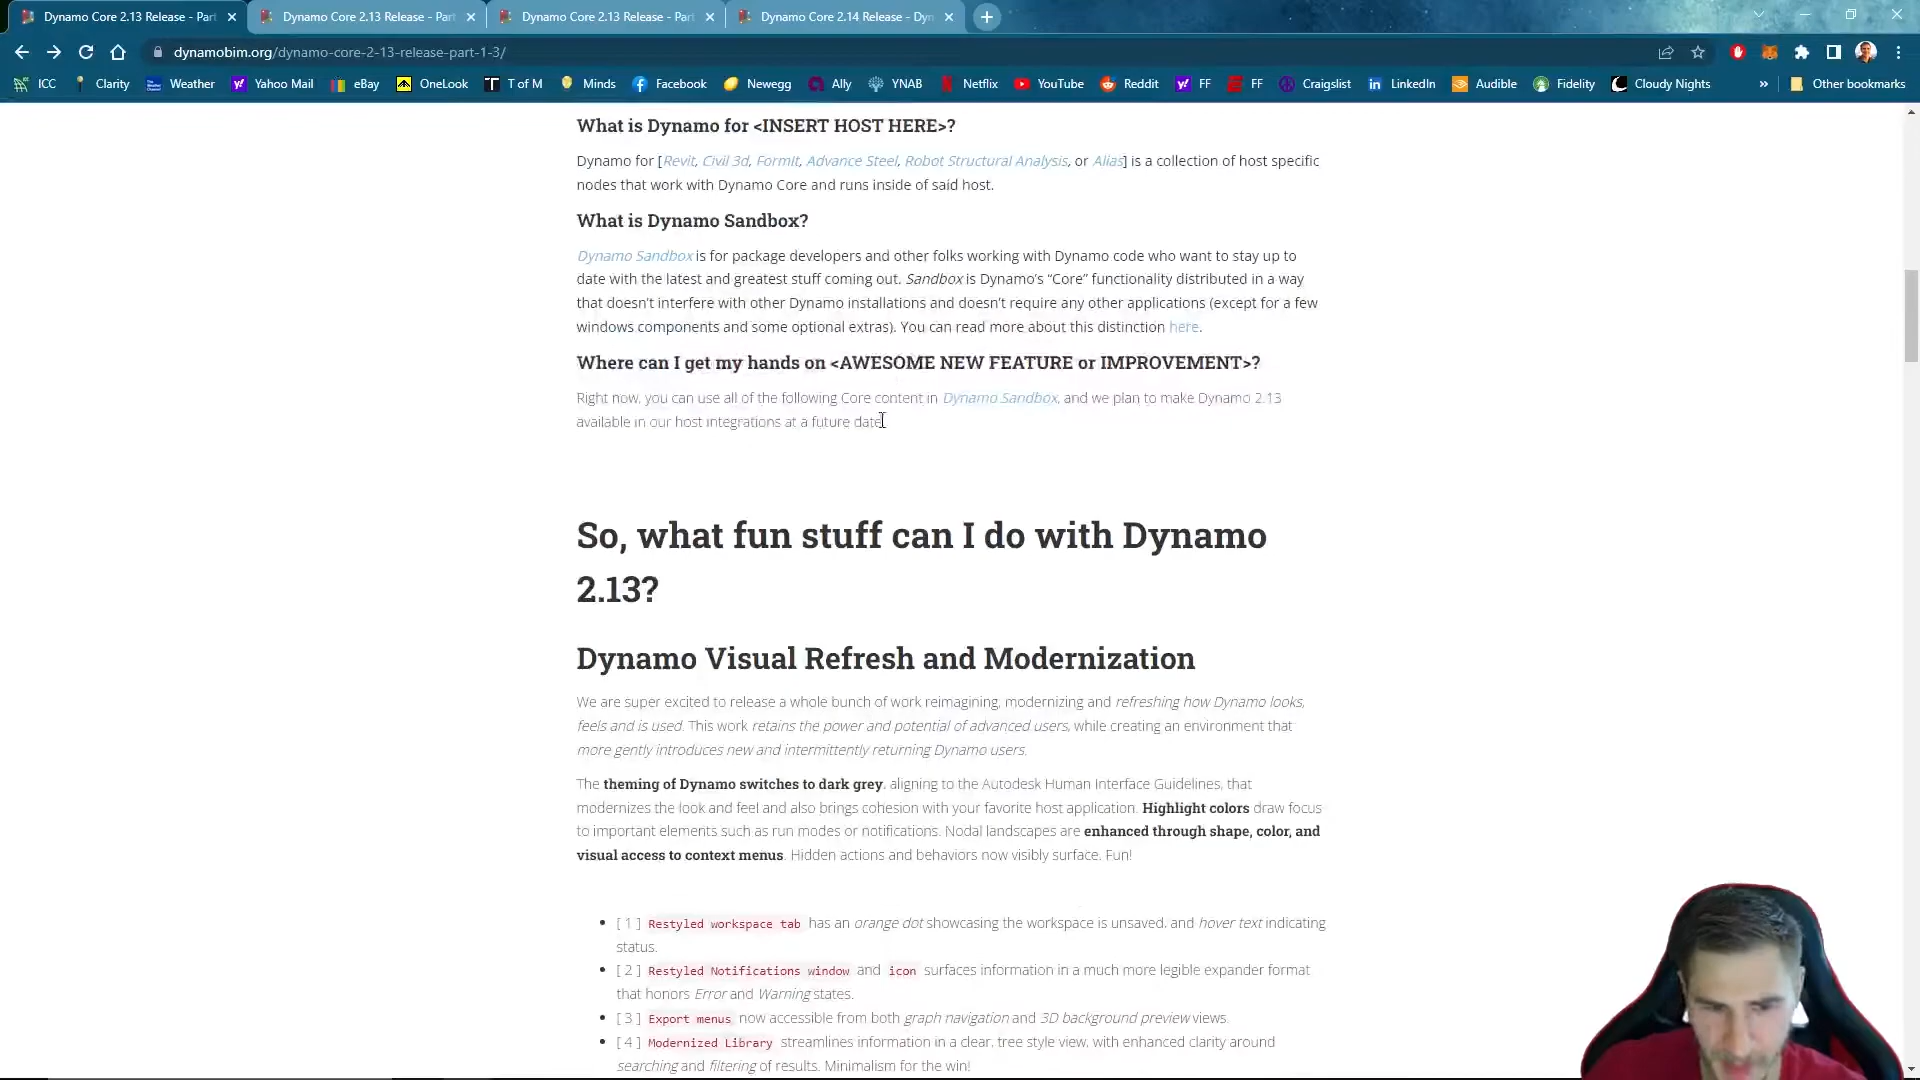 Dynamo Core 2.13 Release - Part
Dynamo Core 2.13 Release - Part
Dynamo Core 2.13 Release - Part
Dynamo Core 2.14 Release - Dyn
dynamobim.org/dynamo-core-2-13-release-part-1-3/
ICC Clarity Weather Yahoo Mail eBay OneLook T of M Minds Facebook Newegg Ally YNAB Netflix YouTube Reddit FF FF Craigslist LinkedIn Audible Fidelity Cloudy Nights » Other bookmarks
What is Dynamo for <INSERT HOST HERE>?
Dynamo for [Revit, Civil 3d, FormIt, Advance Steel, Robot Structural Analysis, or Alias] is a collection of host specific
nodes that work with Dynamo Core and runs inside of said host.
What is Dynamo Sandbox?
Dynamo Sandbox is for package developers and other folks working with Dynamo code who want to stay up to
date with the latest and greatest stuff coming out. Sandbox is Dynamo's “Core” functionality distributed in a way
that doesn't interfere with other Dynamo installations and doesn't require any other applications (except for a few
windows components and some optional extras). You can read more about this distinction here.
Where can I get my hands on <AWESOME NEW FEATURE or IMPROVEMENT>?
Right now, you can use all of the following Core content in Dynamo Sandbox, and we plan to make Dynamo 2.13
available in our host integrations at a future date
So, what fun stuff can I do with Dynamo
2.13?
Dynamo Visual Refresh and Modernization
We are super excited to release a whole bunch of work reimagining, modernizing and refreshing how Dynamo looks,
feels and is used. This work retains the power and potential of advanced users, while creating an environment that
more gently introduces new and intermittently returning Dynamo users.
The theming of Dynamo switches to dark grey, aligning to the Autodesk Human Interface Guidelines, that
modernizes the look and feel and also brings cohesion with your favorite host application. Highlight colors draw focus
to important elements such as run modes or notifications. Nodal landscapes are enhanced through shape, color, and
visual access to context menus. Hidden actions and behaviors now visibly surface. Fun!
• [ 1 ] Restyled workspace tab has an orange dot showcasing the workspace is unsaved, and hover text indicating
status.
• [ 2 ] Restyled Notifications window and icon surfaces information in a much more legible expander format
that honors Error and Warning states.
• [ 3 ] Export menus now accessible from both graph navigation and 3D background preview views.
• [ 4 ] Modernized Library streamlines information in a clear, tree style view, with enhanced clarity around
searching and filtering of results. Minimalism for the win!